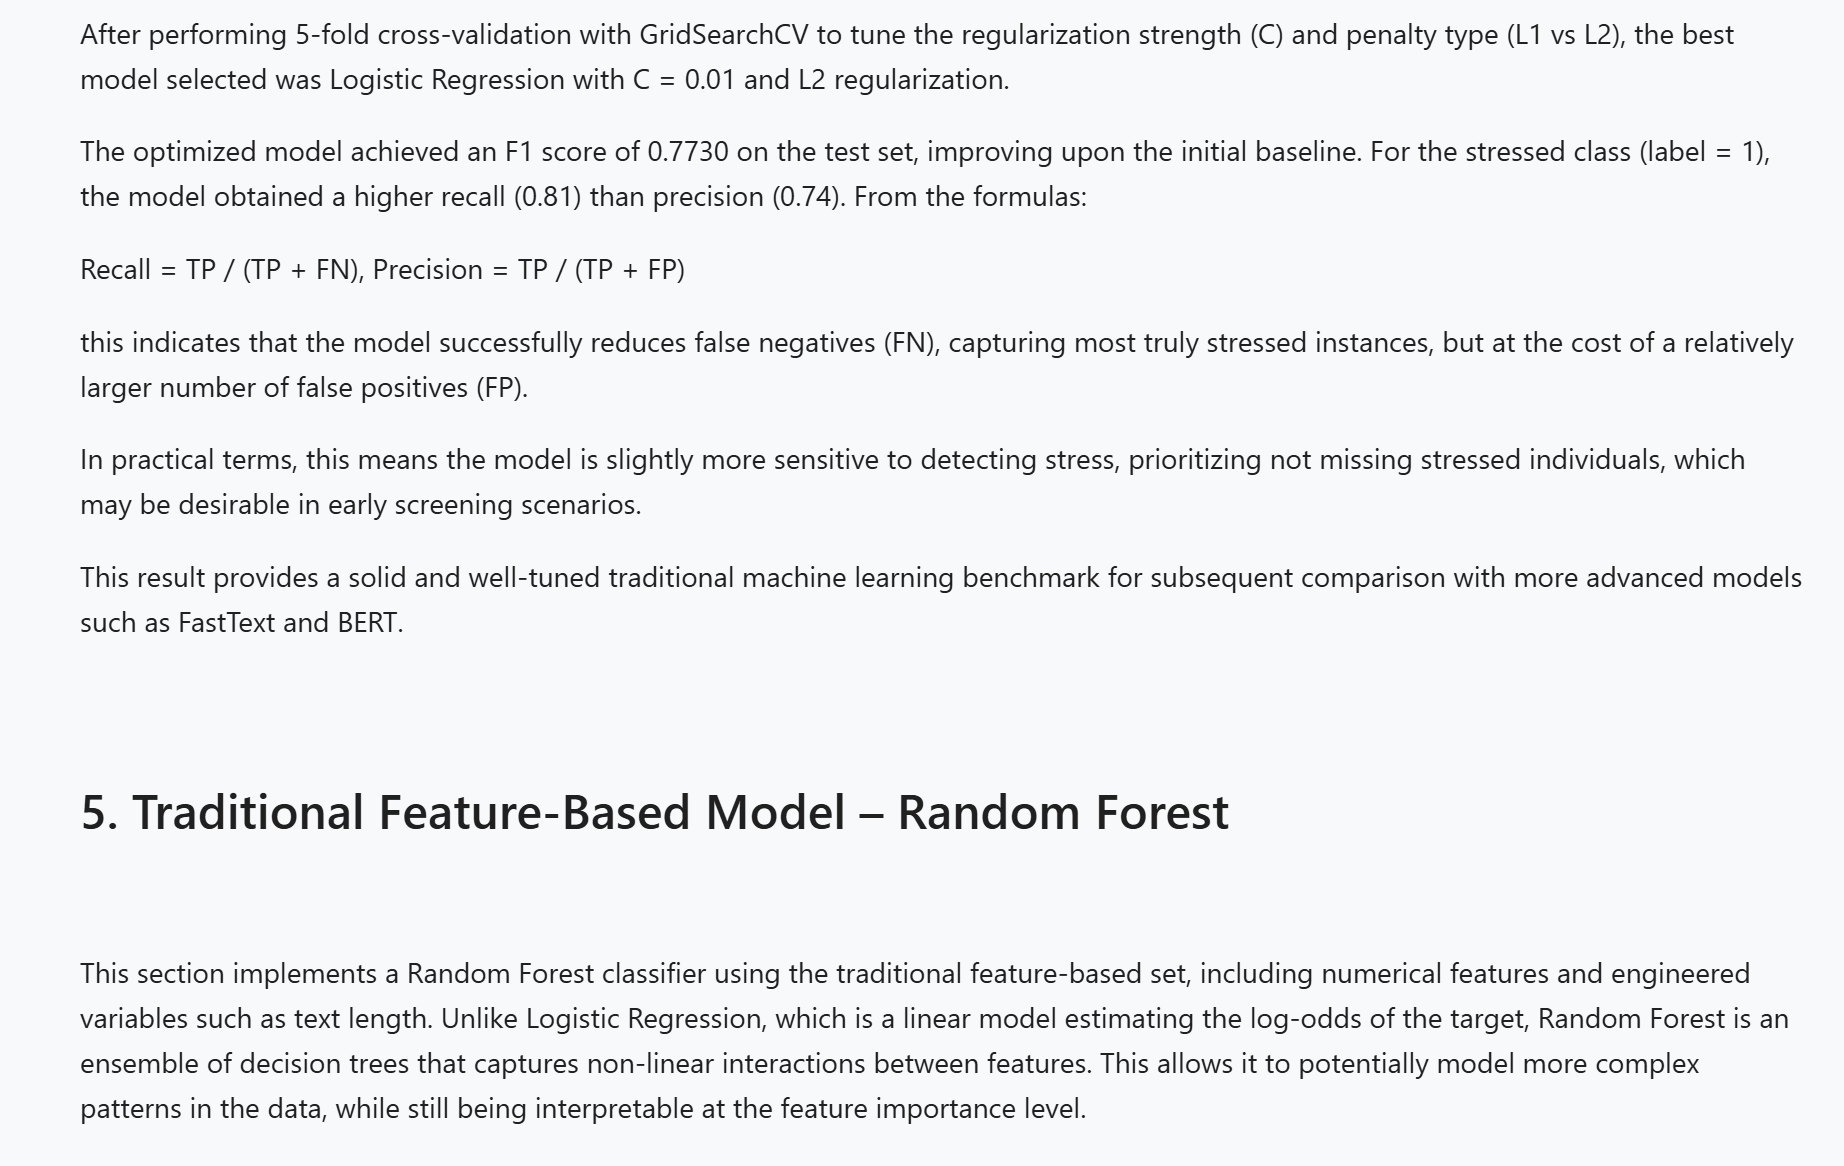 After performing 5-fold cross-validation with GridSearchCV to tune the regularization strength (C) and penalty type (L1 vs L2), the best
model selected was Logistic Regression with C = 0.01 and L2 regularization.
The optimized model achieved an F1 score of 0.7730 on the test set, improving upon the initial baseline. For the stressed class (label = 1),
the model obtained a higher recall (0.81) than precision (0.74). From the formulas:
Recall = TP / (TP + FN), Precision = TP / (TP + FP)
this indicates that the model successfully reduces false negatives (FN), capturing most truly stressed instances, but at the cost of a relatively
larger number of false positives (FP).
In practical terms, this means the model is slightly more sensitive to detecting stress, prioritizing not missing stressed individuals, which
may be desirable in early screening scenarios.
This result provides a solid and well-tuned traditional machine learning benchmark for subsequent comparison with more advanced models
such as FastText and BERT.
5. Traditional Feature-Based Model – Random Forest
This section implements a Random Forest classifier using the traditional feature-based set, including numerical features and engineered
variables such as text length. Unlike Logistic Regression, which is a linear model estimating the log-odds of the target, Random Forest is an
ensemble of decision trees that captures non-linear interactions between features. This allows it to potentially model more complex
patterns in the data, while still being interpretable at the feature importance level.